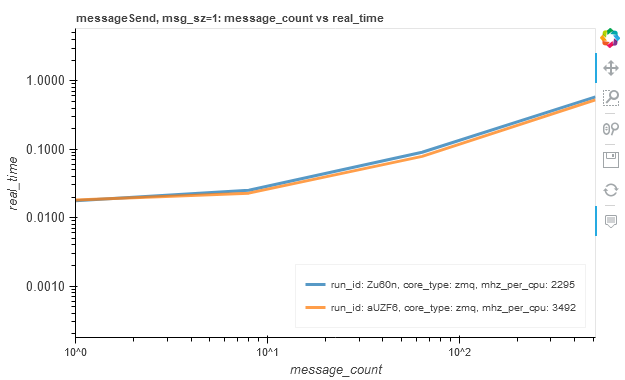 messageSend, msg_sz=1: message_count vs real_time
1.0000
0.1000
0.0100
0.0010
real_time
run_id: Zu60n, core_type: zmq, mhz_per_cpu: 2295
run_id: aUZF6, core_type: zmq, mhz_per_cpu: 3492
10^0
10^1
10^2
message_count